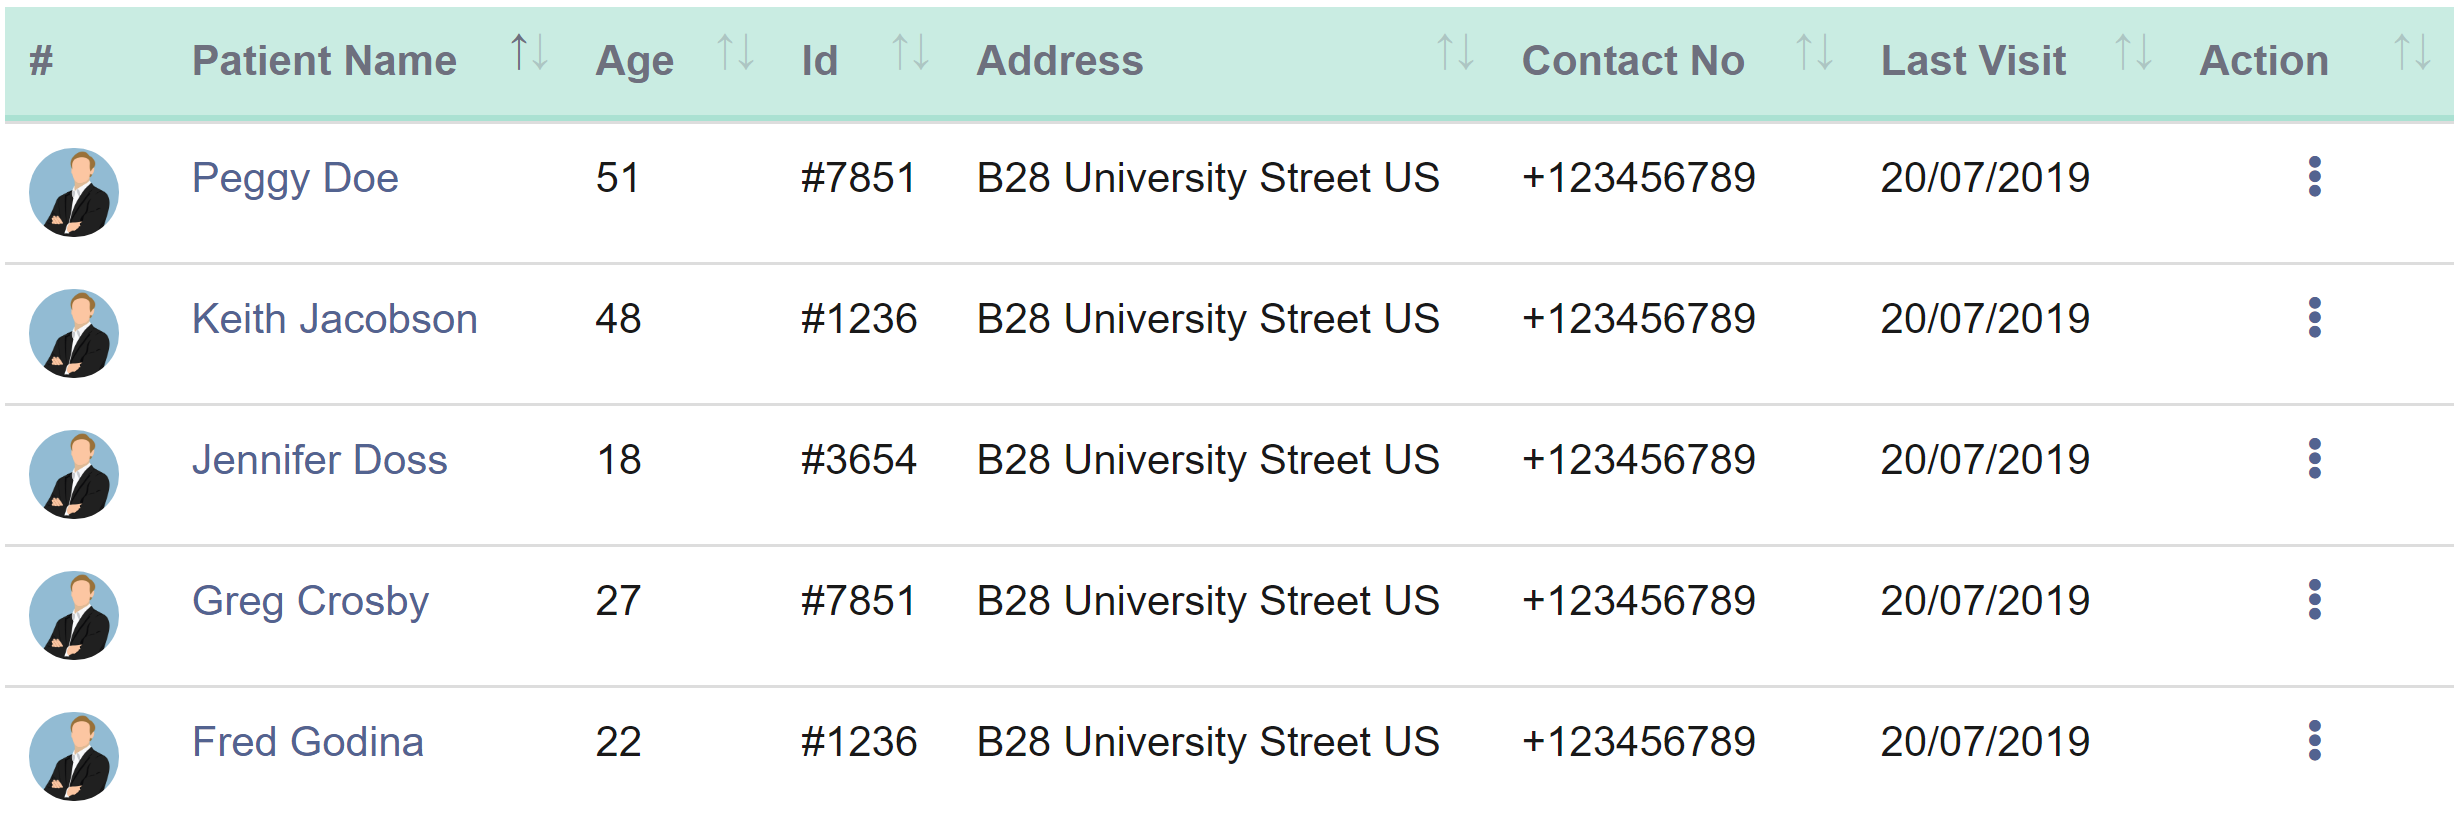 # Patient Name Age Id Address Contact No Last Visit Action
Peggy Doe 51 #7851 B28 University Street US +123456789 20/07/2019
Keith Jacobson 48 #1236 B28 University Street US +123456789 20/07/2019
Jennifer Doss 18 #3654 B28 University Street US +123456789 20/07/2019
Greg Crosby 27 #7851 B28 University Street US +123456789 20/07/2019
Fred Godina 22 #1236 B28 University Street US +123456789 20/07/2019